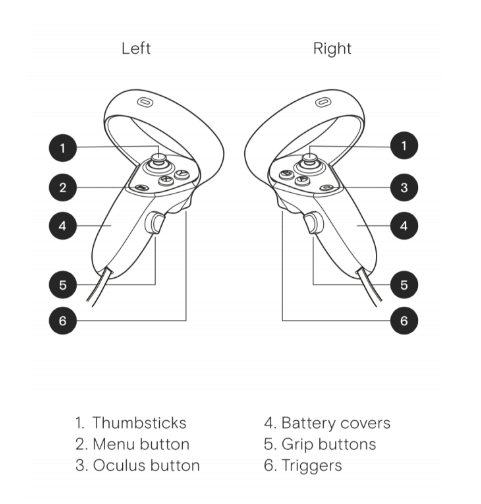 Left Right
1 1
2 3
4 4
5 5
6 6
1. Thumbsticks 4. Battery covers
2. Menu button 5. Grip buttons
3. Oculus button 6. Triggers